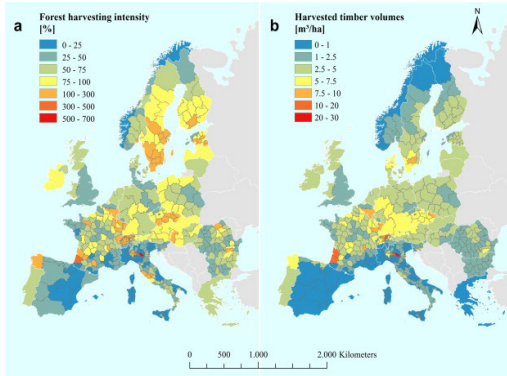 a
Forest harvesting intensity
[%]
0 - 25
25 - 50
50 - 75
75 - 100
100 - 300
300 - 500
500 - 700
b
Harvested timber volumes
[m³/ha]
0 - 1
1 - 2.5
2.5 - 5
5 - 7.5
7.5 - 10
10 - 20
20 - 30
N
0 500 1.000 2.000 Kilometers